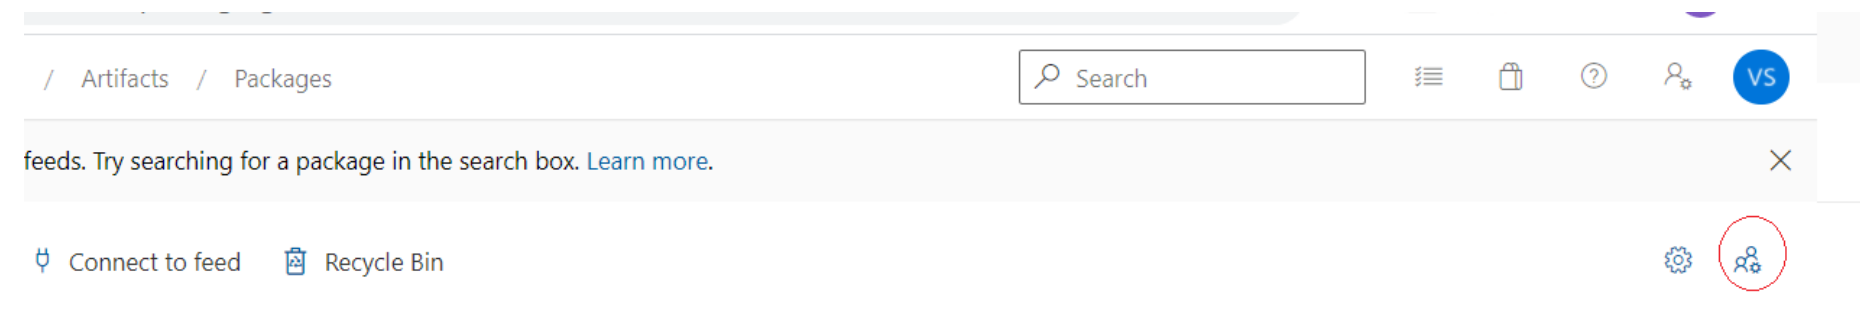 / Artifacts / Packages Search VS
feeds. Try searching for a package in the search box. Learn more.
Connect to feed Recycle Bin